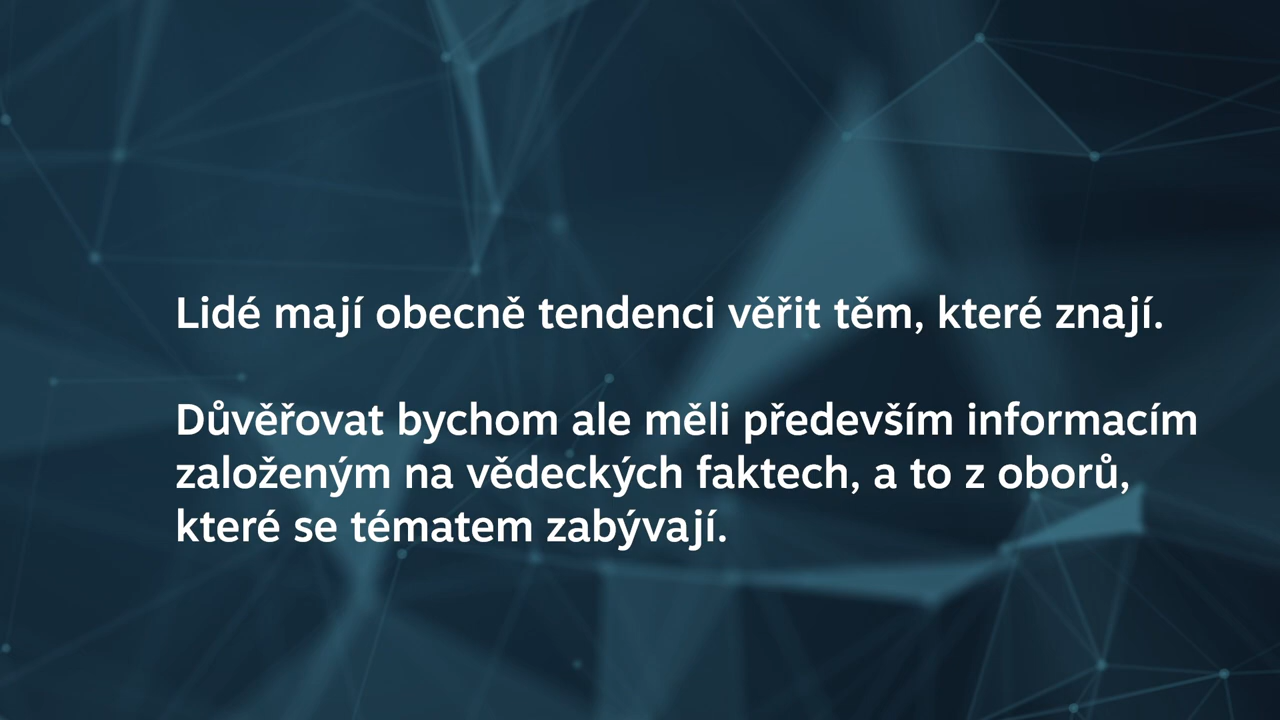 Lidé mají obecně tendenci věřit těm, které znají.
Důvěřovat bychom ale měli především informacím
založeným na vědeckých faktech, a to z oborů,
které se tématem zabývají.